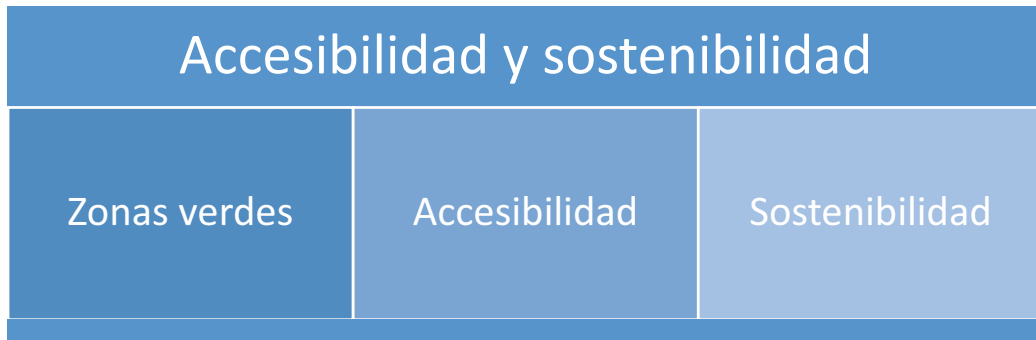 Accesibilidad y sostenibilidad
Zonas verdes
Accesibilidad
Sostenibilidad